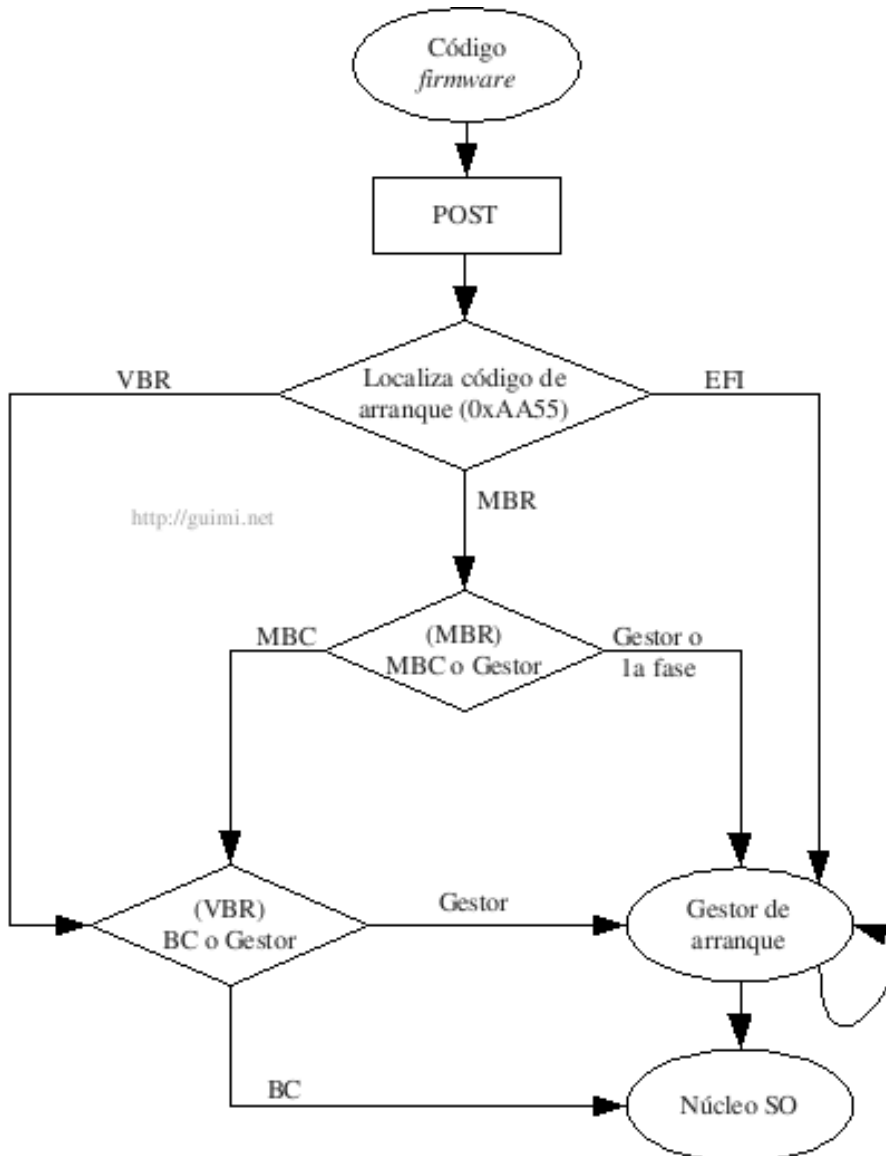 Código
firmware
POST
Localiza código de
arranque (0xAA55)
VBR
EFI
MBR
http://guimi.net
(MBR)
MBC o Gestor
MBC
Gestor o
1a fase
(VBR)
BC o Gestor
Gestor
Gestor de
arranque
BC
Núcleo SO